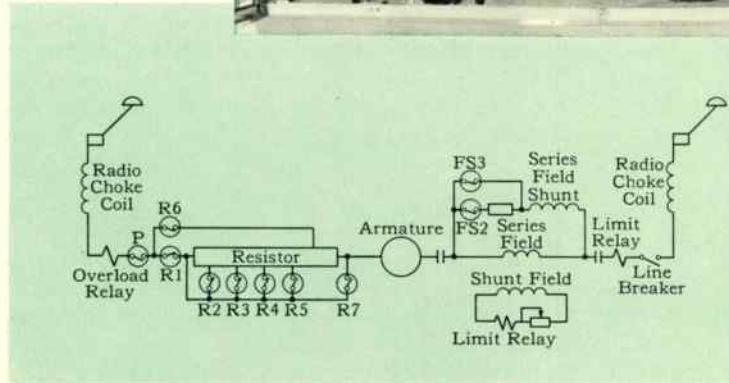 Radio
Choke
Coil
Overload
Relay
P
R6
R1
Resistor
R2
R3
R4
R5
R7
Armature
FS3
FS2
Series
Field
Shunt
Series
Field
Shunt Field
Limit Relay
Limit
Relay
Line
Breaker
Radio
Choke
Coil